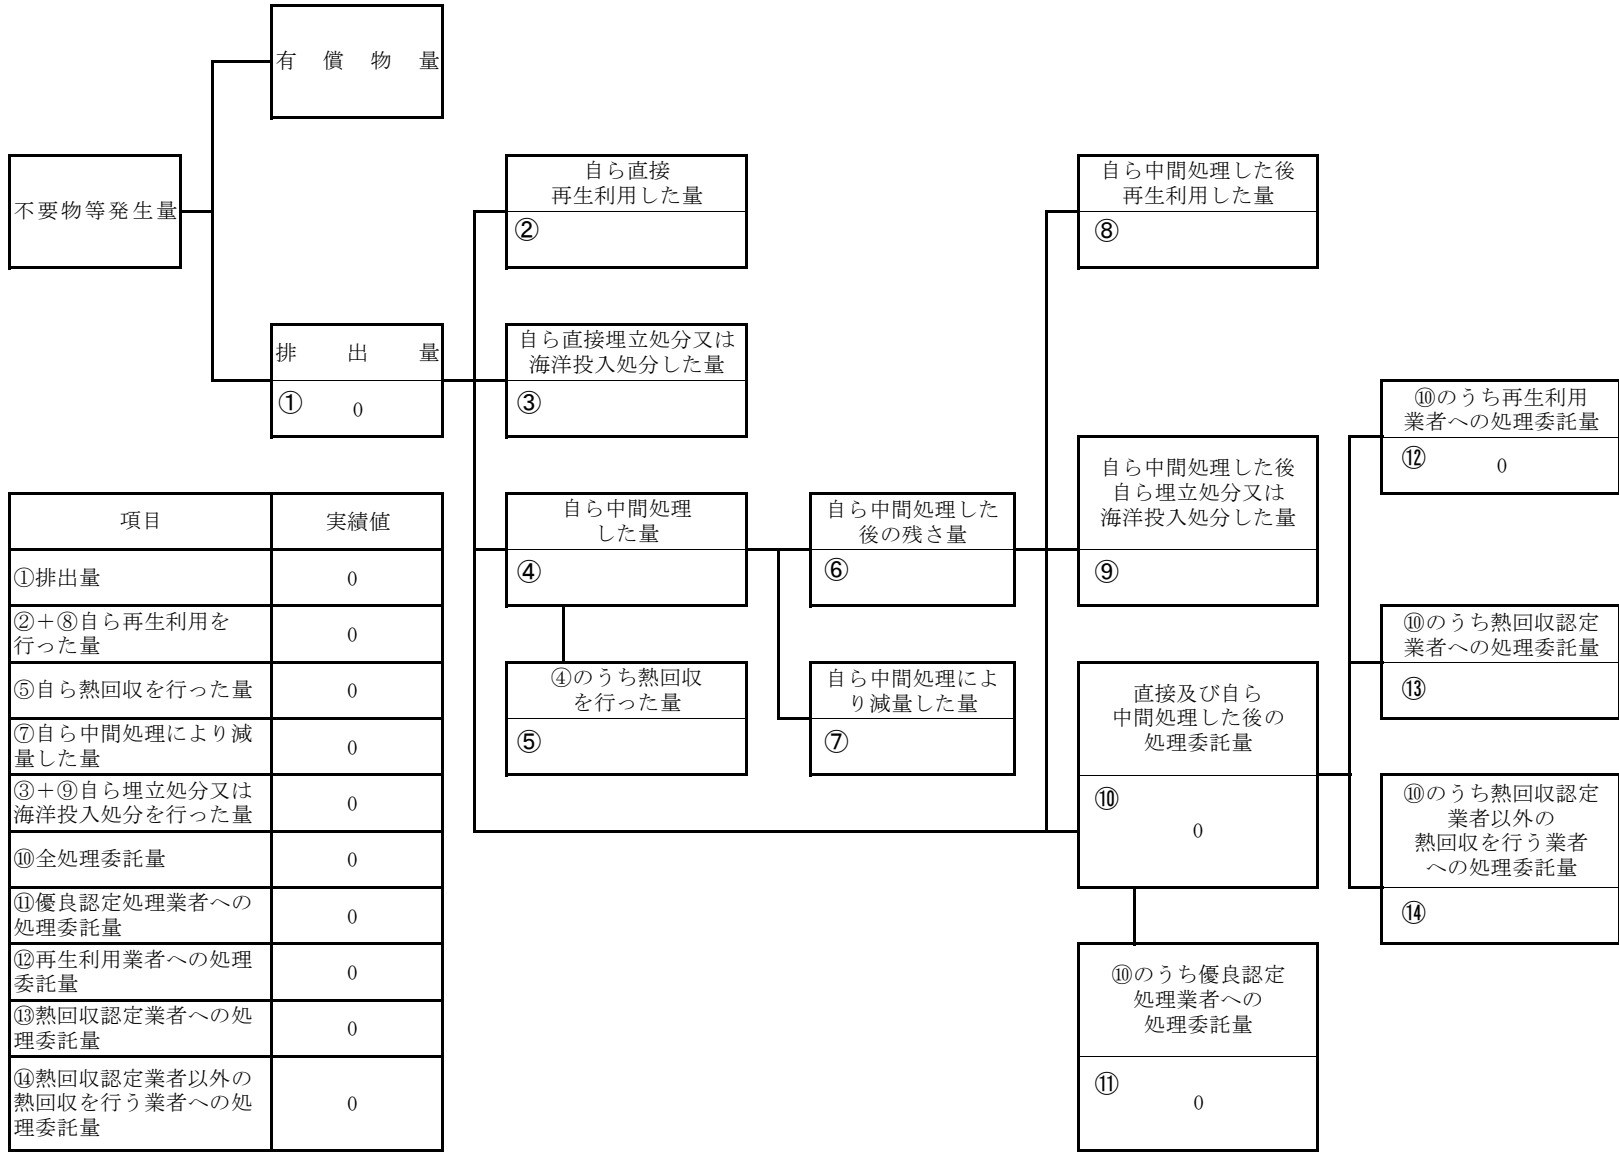 有償物量
不要物等発生量
排出量
① 0
自ら直接
再生利用した量
②
自ら直接埋立処分又は
海洋投入処分した量
③
自ら中間処理
した量
④
④のうち熱回収
を行った量
⑤
自ら中間処理した
後の残さ量
⑥
自ら中間処理によ
り減量した量
⑦
自ら中間処理した後
再生利用した量
⑧
自ら中間処理した後
自ら埋立処分又は
海洋投入処分した量
⑨
直接及び自ら
中間処理した後の
処理委託量
⑩
0
⑩のうち優良認定
処理業者への
処理委託量
⑪
0
⑩のうち再生利用
業者への処理委託量
⑫ 0
⑩のうち熱回収認定
業者への処理委託量
⑬
⑩のうち熱回収認定
業者以外の
熱回収を行う業者
への処理委託量
⑭
項目 実績値
①排出量 0
②＋⑧自ら再生利用を
行った量 0
⑤自ら熱回収を行った量 0
⑦自ら中間処理により減
量した量 0
③＋⑨自ら埋立処分又は
海洋投入処分を行った量 0
⑩全処理委託量 0
⑪優良認定処理業者への
処理委託量 0
⑫再生利用業者への処理
委託量 0
⑬熱回収認定業者への処
理委託量 0
⑭熱回収認定業者以外の
熱回収を行う業者への処 0
理委託量